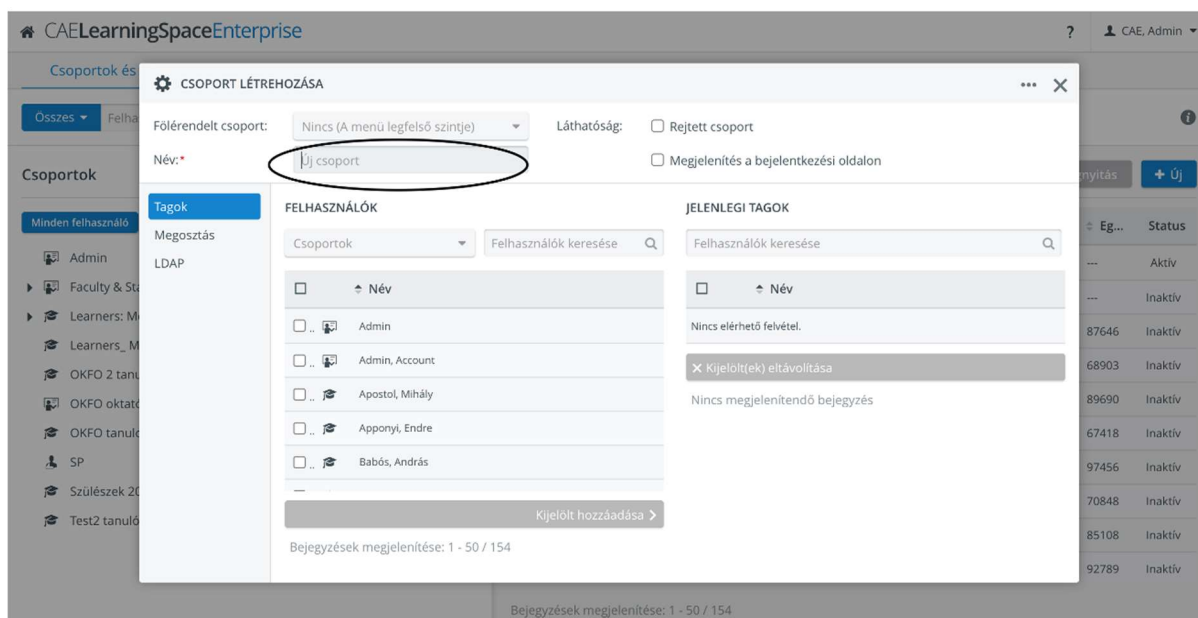 CAELearningSpaceEnterprise
? CAE, Admin
Csoportok és
CSOPORT LÉTREHOZÁSA
Összes Felha
Fölérendelt csoport: Nincs (A menü legfelső szintje) Láthatóság: Rejtett csoport
Név:* Új csoport Megjelenítés a bejelentkezési oldalon
Csoportok
nyitás + Új
Tagok
Megosztás
LDAP
FELHASZNÁLÓK
Csoportok Felhasználók keresése
Név
Admin
Admin, Account
Apostol, Mihály
Apponyi, Endre
Babós, András
Kijelölt hozzáadása
Bejegyzések megjelenítése: 1 - 50 / 154
JELENLEGI TAGOK
Felhasználók keresése
Név
Nincs elérhető felvétel.
Kijelölt(ek) eltávolítása
Nincs megjelenítendő bejegyzés
Minden felhasználó
Admin
Faculty & Sta
Learners: Me
Learners_ M
OKFO 2 tanu
OKFO oktató
OKFO tanuló
SP
Szülészek 20
Test2 tanuló
Eg... Status
--- Aktív
--- Inaktív
87646 Inaktív
68903 Inaktív
89690 Inaktív
67418 Inaktív
97456 Inaktív
70848 Inaktív
85108 Inaktív
92789 Inaktív
Bejegyzések megjelenítése: 1 - 50 / 154